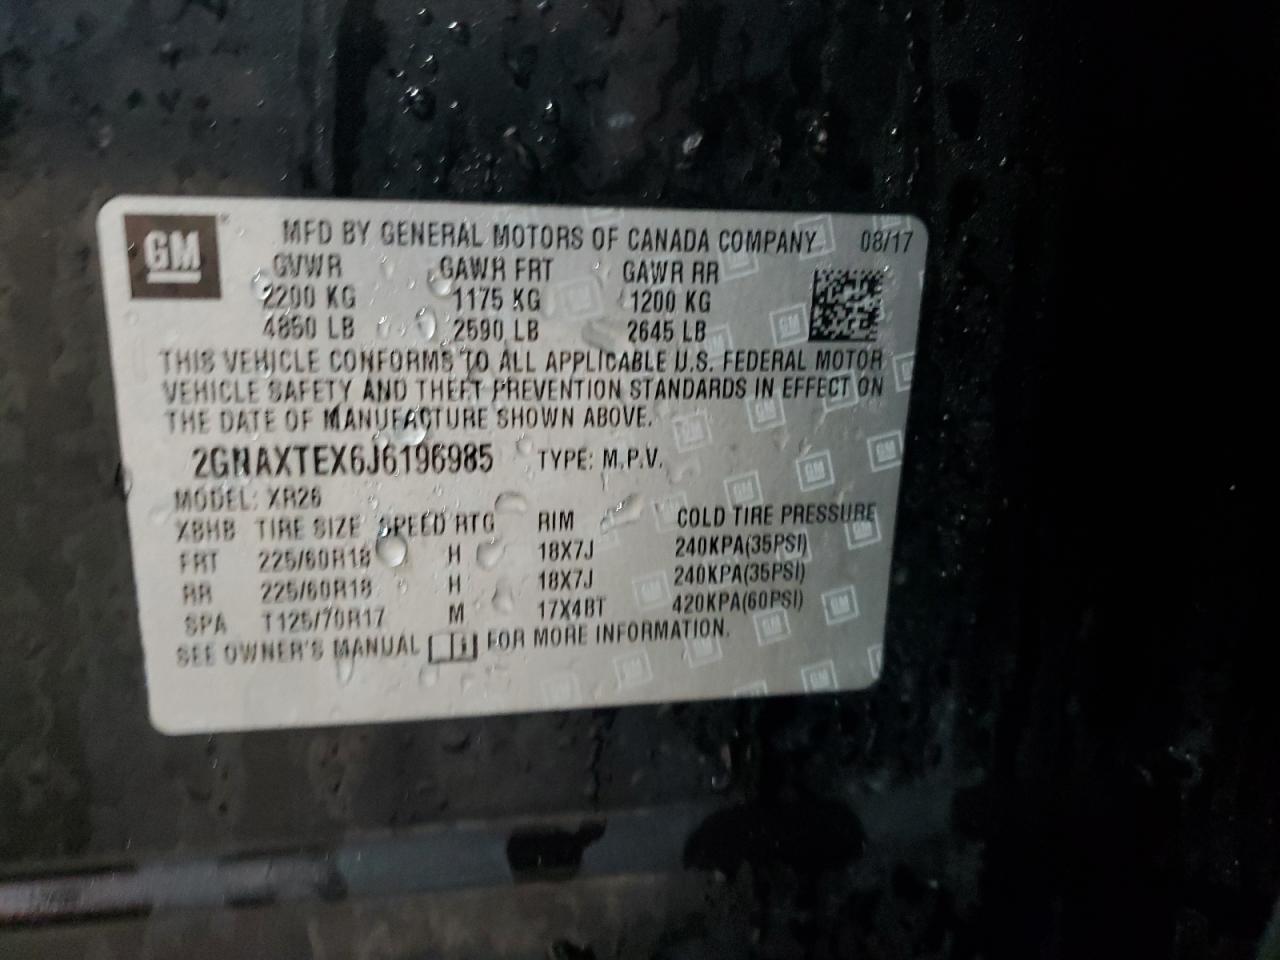 GM
MFD BY GENERAL MOTORS OF CANADA COMPANY 08/17
GVWR GAWR FRT GAWR RR
2200 KG 1175 KG 1200 KG
4850 LB 2590 LB 2645 LB
THIS VEHICLE CONFORMS TO ALL APPLICABLE U.S. FEDERAL MOTOR
VEHICLE SAFETY AND THEFT PREVENTION STANDARDS IN EFFECT ON
THE DATE OF MANUFACTURE SHOWN ABOVE.
2GNAXTEX6J6196985 TYPE: M.P.V.
MODEL: XR26
X8HB TIRE SIZE SPEED RTG RIM COLD TIRE PRESSURE
FRT 225/60R18 H 18X7J 240KPA(35PSI)
RR 225/60R18 H 18X7J 240KPA(35PSI)
SPA T125/70R17 M 17X4BT 420KPA(60PSI)
SEE OWNER'S MANUAL FOR MORE INFORMATION.